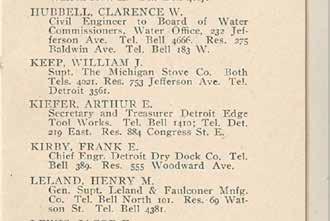 HUBBELL, CLARENCE W.
Civil Engineer to Board of Water
Commissioners, Water Office, 232 Jef-
ferson Ave. Tel. Bell 4666. Res. 275
Baldwin Ave. Tel. Bell 183 W.
KEEP, WILLIAM J.
Supt. The Michigan Stove Co. Both
Tels. 4021. Res. 753 Jefferson Ave. Tel.
Detroit 3561.
KIEFER, ARTHUR E.
Secretary and Treasurer Detroit Edge
Tool Works. Tel. Bell 1410; Tel. Det.
219 East. Res. 884 Congress St. E.
KIRBY, FRANK E.
Chief Engr. Detroit Dry Dock Co. Tel.
Bell 389. Res. 555 Woodward Ave.
LELAND, HENRY M.
Gen. Supt. Leland & Faulconer Mnfg.
Co. Tel. Bell North 101. Res. 69 Wat-
son St. Tel. Bell 4381.